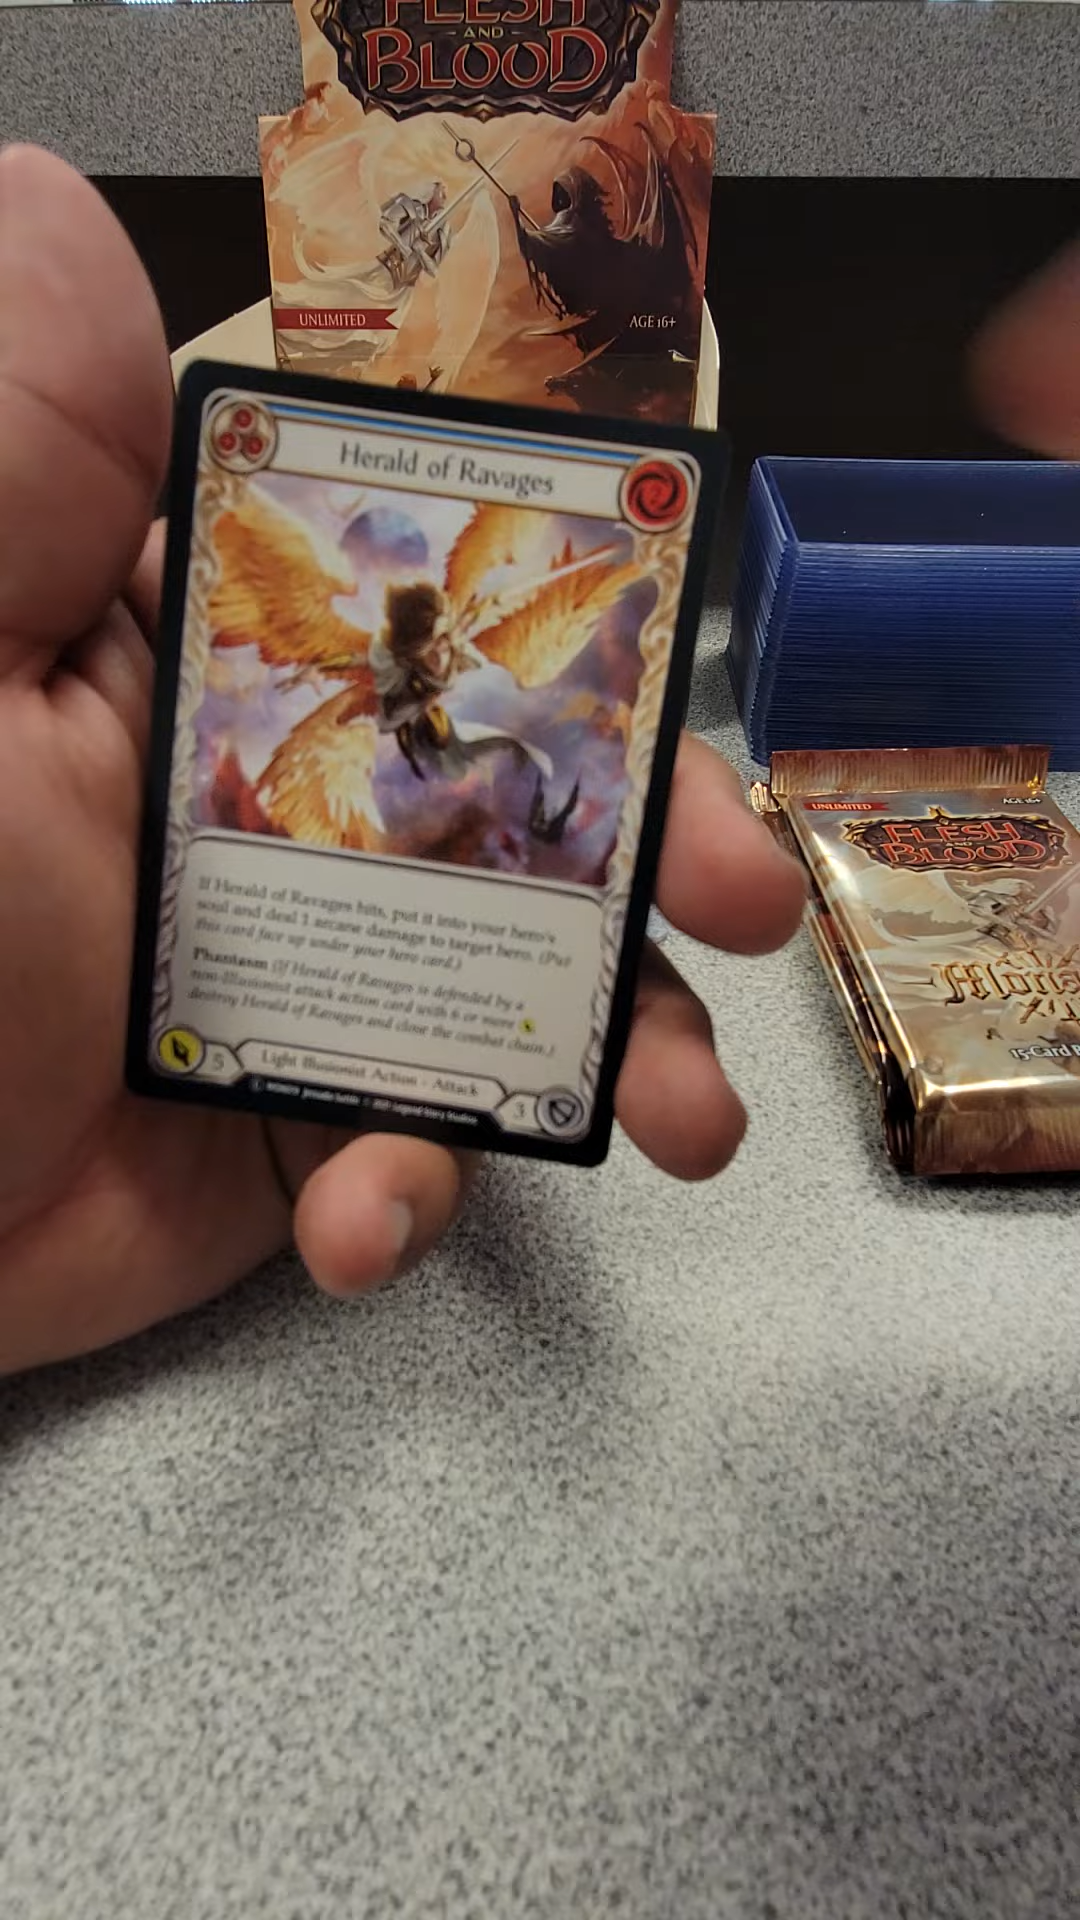 FLESH
AND
BLOOD
UNLIMITED
AGE 16+
Herald of Ravages
2
If Herald of Ravages hits, put it into your hero's
soul and deal 1 arcane damage to target hero. (Put
this card face up under your hero card.)
Phantasm (If Herald of Ravages is defended by a
non-Illusionist attack action card with 6 or more
destroy Herald of Ravages and close the combat chain.)
5
Light Illusionist Action - Attack
3
UNLIMITED
AGE 16+
FLESH
AND
BLOOD
15-Card